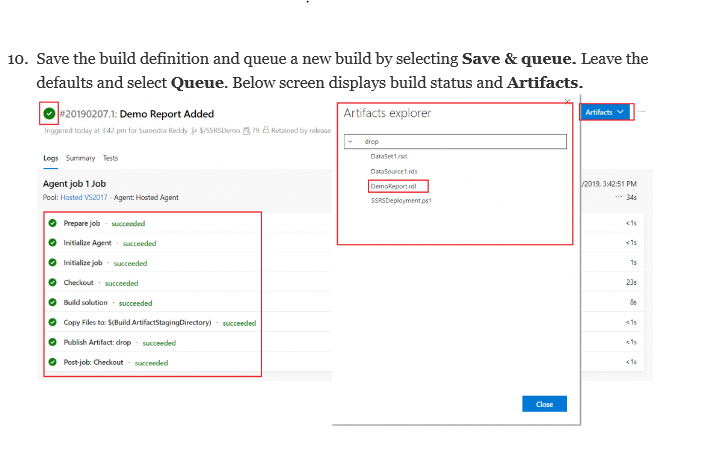 10. Save the build definition and queue a new build by selecting Save & queue. Leave the
defaults and select Queue. Below screen displays build status and Artifacts.
#20190207.1: Demo Report Added
Triggered today at 3:42 pm for Surendra Reddy $/SSRSDemo 79 Retained by release
Artifacts explorer
Artifacts
drop
DataSet1.rsd
DataSource1.rds
DemoReport.rdl
SSRSDeployment.ps1
Logs Summary Tests
Agent job 1 Job
Pool: Hosted VS2017 · Agent: Hosted Agent
/2019, 3:42:51 PM
··· 34s
Prepare job · succeeded <1s
Initialize Agent · succeeded <1s
Initialize job · succeeded 1s
Checkout · succeeded 23s
Build solution · succeeded 8s
Copy Files to: $(Build.ArtifactStagingDirectory) · succeeded <1s
Publish Artifact: drop · succeeded <1s
Post-job: Checkout · succeeded <1s
Close